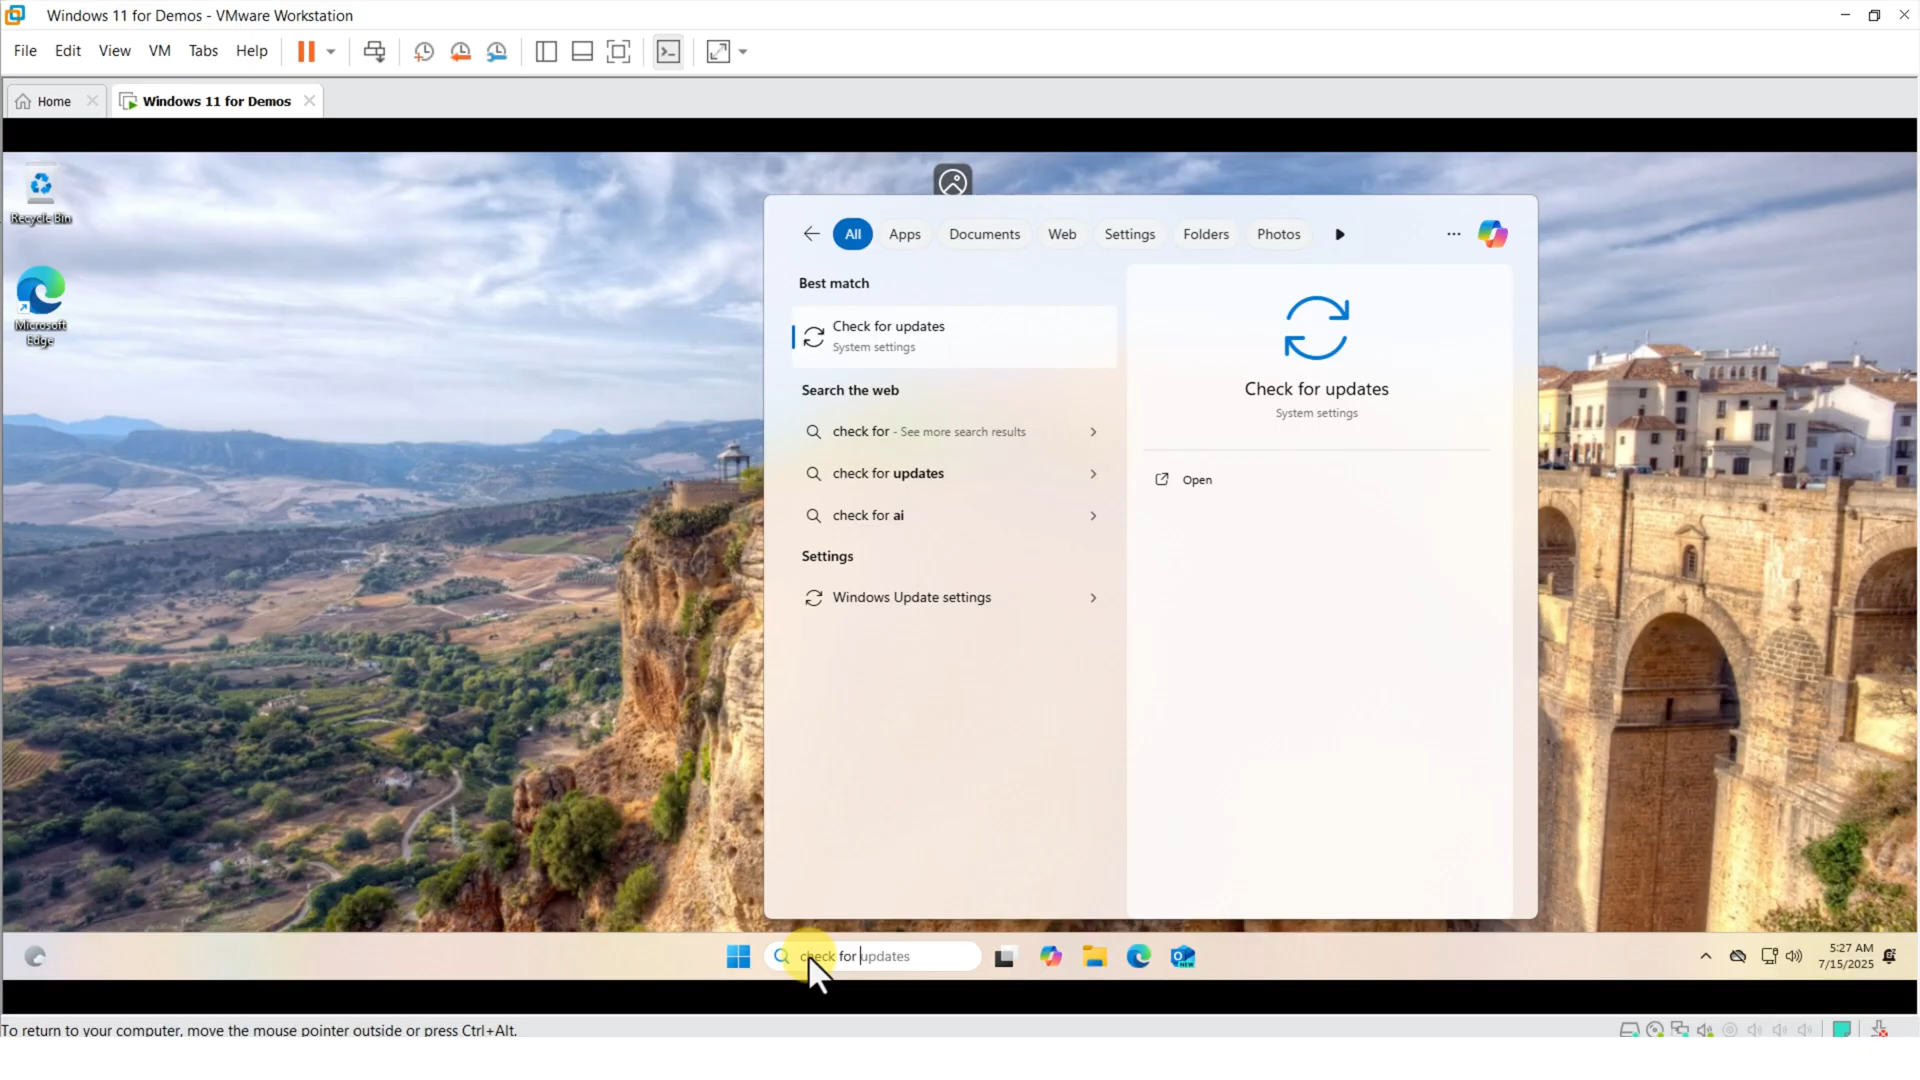 Windows 11 for Demos - VMware Workstation
File Edit View VM Tabs Help
Home
Windows 11 for Demos
Recycle Bin
Microsoft
Edge
All Apps Documents Web Settings Folders Photos
Best match
Check for updates
System settings
Search the web
check for - See more search results
check for updates
check for ai
Settings
Windows Update settings
Check for updates
System settings
Open
check for updates
NEW
5:27 AM
7/15/2025
To return to your computer, move the mouse pointer outside or press Ctrl+Alt.